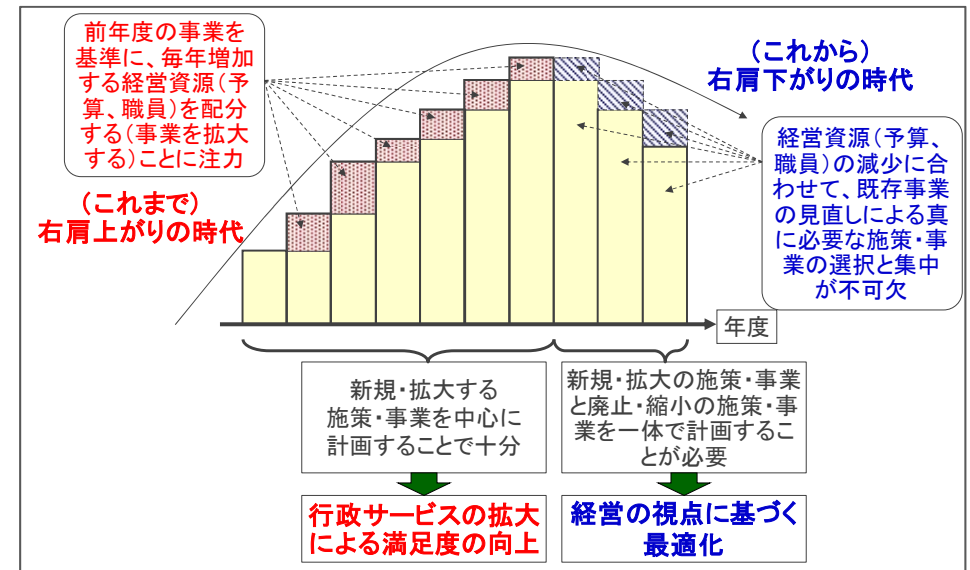 前年度の事業を
基準に、毎年増加
する経営資源(予
算、職員)を配分
する(事業を拡大
する)ことに注力
(これまで)
右肩上がりの時代
(これから)
右肩下がりの時代
経営資源(予算、
職員)の減少に合
わせて、既存事業
の見直しによる真
に必要な施策・事
業の選択と集中
が不可欠
年度
新規・拡大する
施策・事業を中心に
計画することで十分
新規・拡大の施策・事業
と廃止・縮小の施策・事
業を一体で計画するこ
とが必要
行政サービスの拡大
による満足度の向上
経営の視点に基づく
最適化